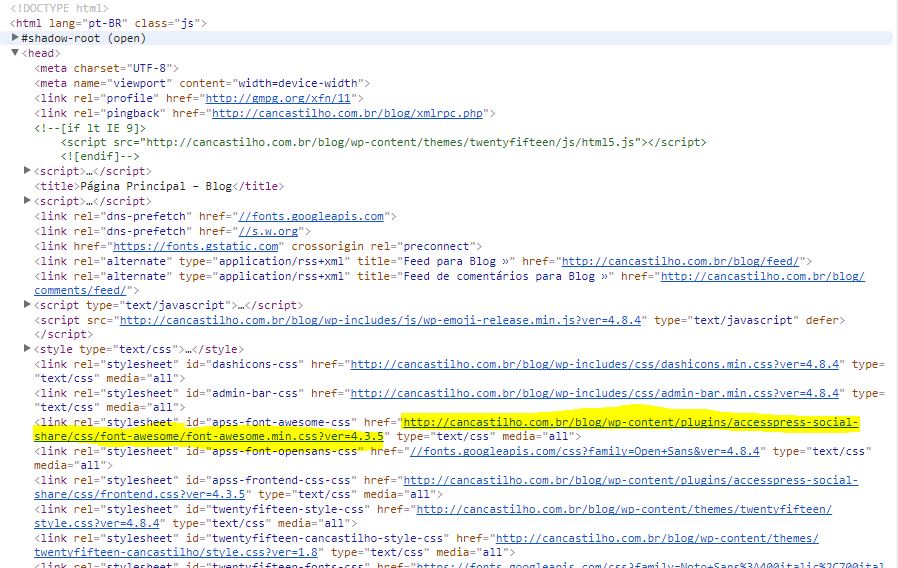 <!DOCTYPE html>
<html lang="pt-BR" class="js">
#shadow-root (open)
<head>
<meta charset="UTF-8">
<meta name="viewport" content="width=device-width">
<link rel="profile" href="http://gmpg.org/xfn/11">
<link rel="pingback" href="http://cancastilho.com.br/blog/xmlrpc.php">
<!--[if lt IE 9]>
<script src="http://cancastilho.com.br/blog/wp-content/themes/twentyfifteen/js/html5.js"></script>
<![endif]-->
<script>…</script>
<title>Página Principal – Blog</title>
<script>…</script>
<link rel="dns-prefetch" href="//fonts.googleapis.com">
<link rel="dns-prefetch" href="//s.w.org">
<link href="https://fonts.gstatic.com" crossorigin rel="preconnect">
<link rel="alternate" type="application/rss+xml" title="Feed para Blog »" href="http://cancastilho.com.br/blog/feed/">
<link rel="alternate" type="application/rss+xml" title="Feed de comentários para Blog »" href="http://cancastilho.com.br/blog/
comments/feed/">
<script type="text/javascript">…</script>
<script src="http://cancastilho.com.br/blog/wp-includes/js/wp-emoji-release.min.js?ver=4.8.4" type="text/javascript" defer>
</script>
<style type="text/css">…</style>
<link rel="stylesheet" id="dashicons-css" href="http://cancastilho.com.br/blog/wp-includes/css/dashicons.min.css?ver=4.8.4" type=
"text/css" media="all">
<link rel="stylesheet" id="admin-bar-css" href="http://cancastilho.com.br/blog/wp-includes/css/admin-bar.min.css?ver=4.8.4" type=
"text/css" media="all">
<link rel="stylesheet" id="apss-font-awesome-css" href="http://cancastilho.com.br/blog/wp-content/plugins/accesspress-social-
share/css/font-awesome/font-awesome.min.css?ver=4.3.5" type="text/css" media="all">
<link rel="stylesheet" id="apss-font-opensans-css" href="//fonts.googleapis.com/css?family=Open+Sans&ver=4.8.4" type="text/css"
media="all">
<link rel="stylesheet" id="apss-frontend-css-css" href="http://cancastilho.com.br/blog/wp-content/plugins/accesspress-social-
share/css/frontend.css?ver=4.3.5" type="text/css" media="all">
<link rel="stylesheet" id="twentyfifteen-style-css" href="http://cancastilho.com.br/blog/wp-content/themes/twentyfifteen/
style.css?ver=4.8.4" type="text/css" media="all">
<link rel="stylesheet" id="twentyfifteen-cancastilho-style-css" href="http://cancastilho.com.br/blog/wp-content/themes/
twentyfifteen-cancastilho/style.css?ver=1.8" type="text/css" media="all">
<link rel="stylesheet" id="twentyfifteen-fonts-css" href="https://fonts.googleapis.com/css?family=Noto+Sans%3A400italic%2C700ital